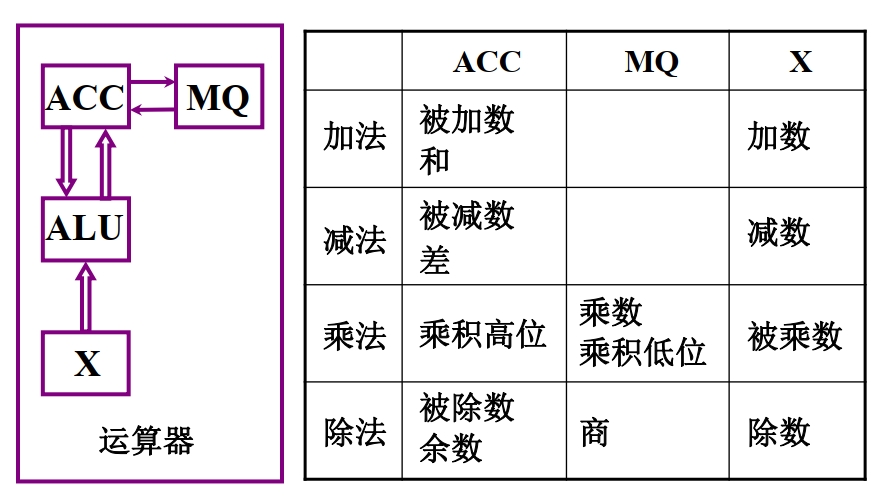 ACC
MQ
ALU
X
运算器
ACC MQ X
加法
被加数
和
加数
减法
被减数
差
减数
乘法
乘积高位
乘数
乘积低位
被乘数
除法
被除数
余数
商
除数